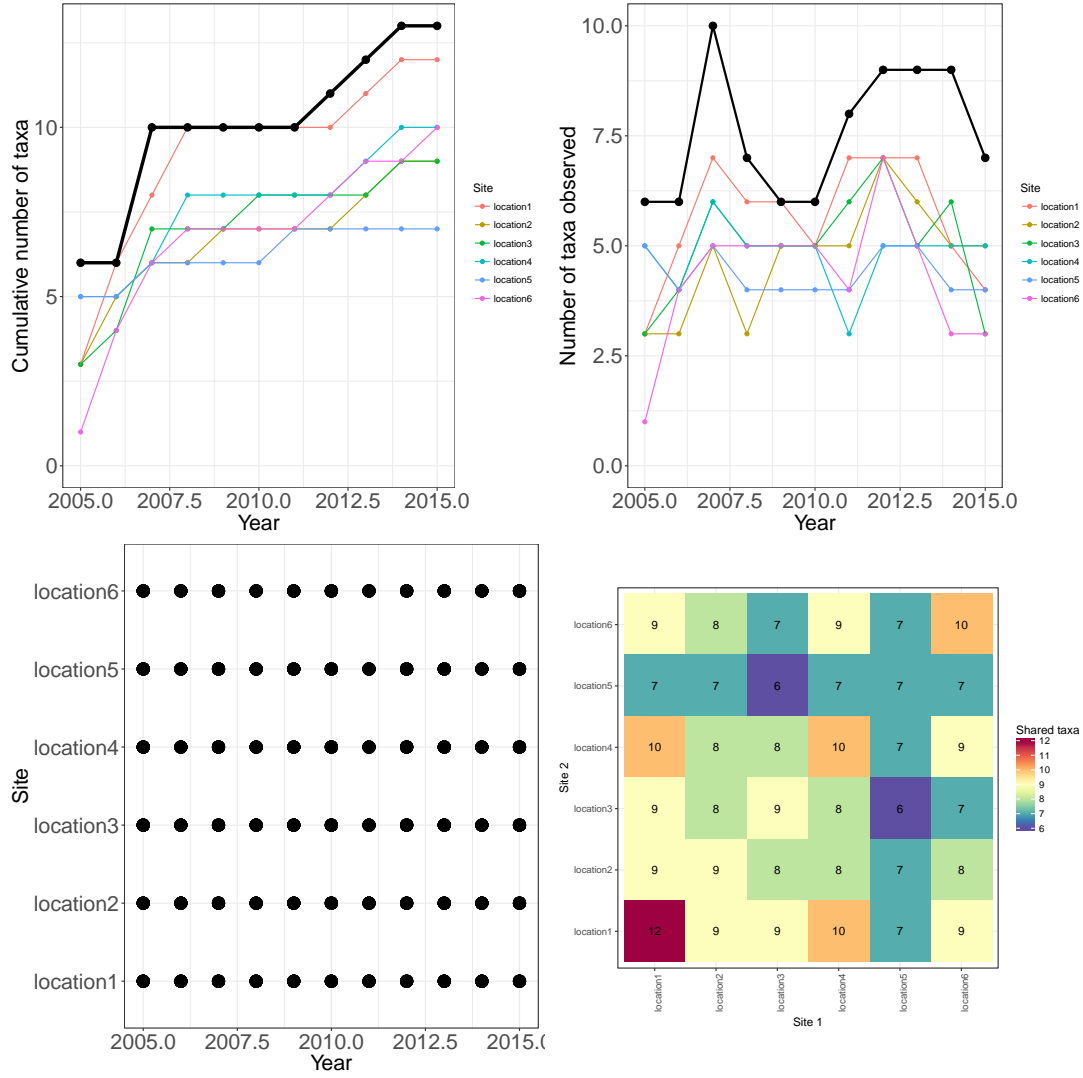 Cumulative number of taxa
10
5
0
2005.0 2007.5 2010.0 2012.5 2015.0
Year
Site
location1
location2
location3
location4
location5
location6
Number of taxa observed
10.0
7.5
5.0
2.5
0.0
2005.0 2007.5 2010.0 2012.5 2015.0
Year
Site
location1
location2
location3
location4
location5
location6
Site
location6
location5
location4
location3
location2
location1
2005.0 2007.5 2010.0 2012.5 2015.(
Year
Site 2
location6 9 8 7 9 7 10
location5 7 7 6 7 7 7
location4 10 8 8 10 7 9
location3 9 8 9 8 6 7
location2 9 9 8 8 7 8
location1 12 9 9 10 7 9
location1 location2 location3 location4 location5 location6
Site 1
Shared taxa
12
11
10
9
8
7
6